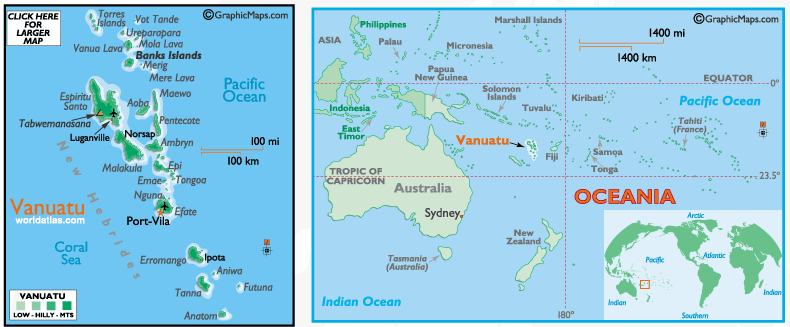 CLICK HERE
FOR
LARGER
MAP
©GraphicMaps.com
Torres
Islands
Vot Tande
Ureparapara
Mola Lava
Vanua Lava
Banks Islands
Merig
Mere Lava
Pacific
Ocean
Espiritu
Santo
Maewo
Aoba
Tabwemanasana
Pentecote
Luganville
Norsap
Ambryn
100 mi
100 km
Malakula
Epi
Emae
Tongoa
Nguna
New Hebrides
Vanuatu
worldatlas.com
Efate
Port-Vila
Coral
Sea
Erromango
Ipota
Aniwa
Tanna
Futuna
Anatom
VANUATU
LOW - HILLY - MTS
©GraphicMaps.com
Philippines
Marshall Islands
1400 mi
1400 km
ASIA
Palau
Micronesia
Papua
New Guinea
EQUATOR
0°
Solomon
Islands
Kiribati
Pacific Ocean
Indonesia
Tuvalu
East
Timor
Tahiti
(France)
Vanuatu
Fiji
Samoa
Tonga
TROPIC OF
CAPRICORN
23.5°
Australia
OCEANIA
Sydney
New
Zealand
Tasmania
(Australia)
Indian Ocean
180°
Arctic
Pacific
Atlantic
Indian
Indian
Southern